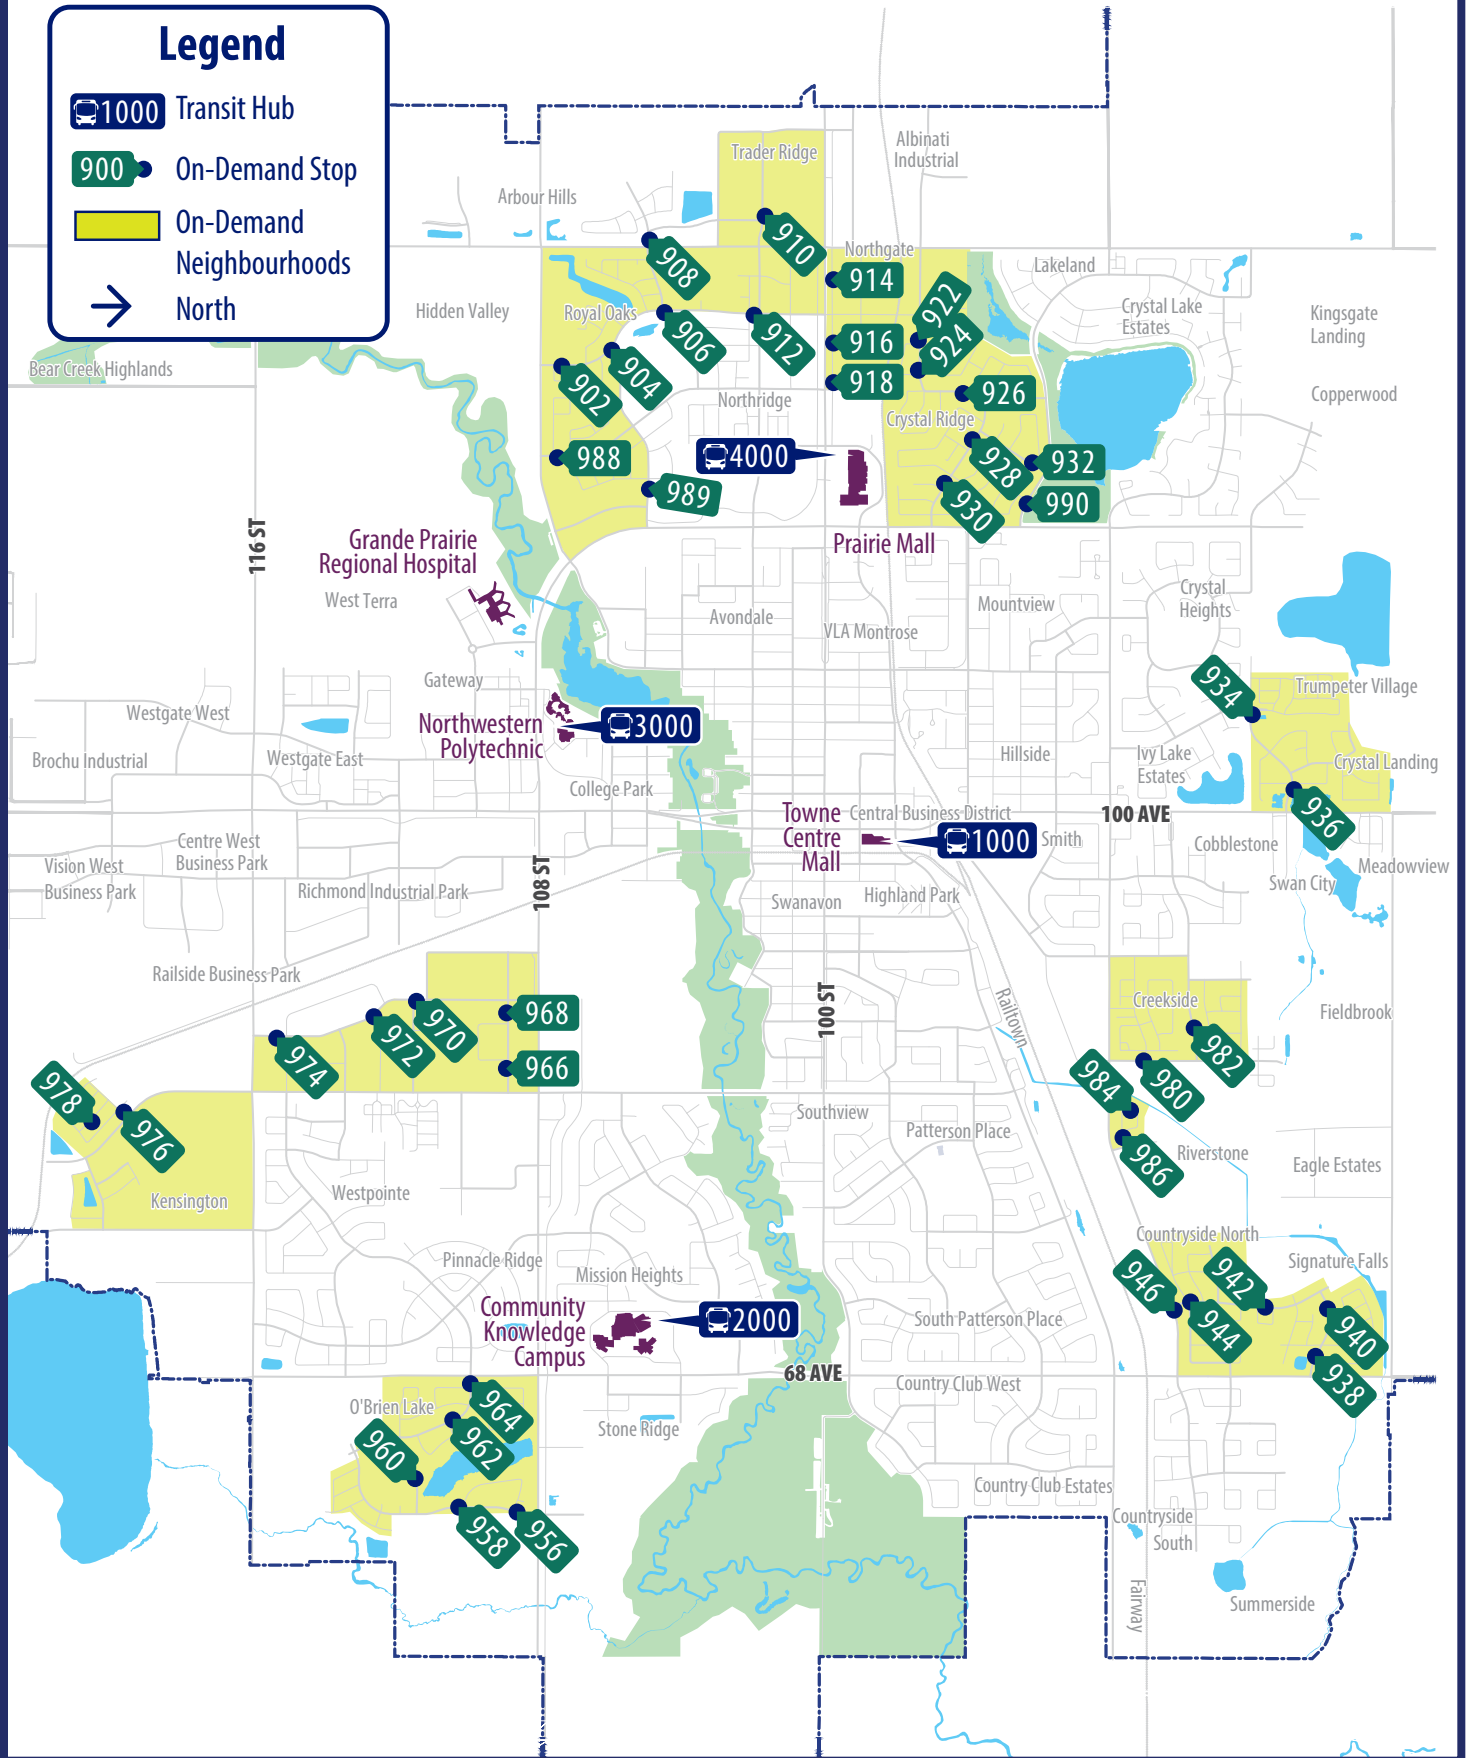 Legend
1000 Transit Hub
900 On-Demand Stop
On-Demand
Neighbourhoods
North
Trader Ridge
Albinati
Industrial
Arbour Hills
910
908
Northgate
914
922
Lakeland
Hidden Valley
Royal Oaks
906
912
916
924
Crystal Lake
Estates
Kingsgate
Landing
Bear Creek Highlands
904
902
918
926
Northridge
Copperwood
Crystal Ridge
988
4000
928
932
989
930
990
116 ST
Grande Prairie
Regional Hospital
Prairie Mall
West Terra
Avondale
VLA Montrose
Mountview
Crystal
Heights
Gateway
934
Trumpeter Village
Westgate West
Northwestern
Polytechnic
3000
Brochu Industrial
Westgate East
Hillside
Ivy Lake
Estates
Crystal Landing
College Park
936
Towne
Centre
Mall
Central Business District
100 AVE
1000
Smith
Centre West
Business Park
Vision West
Business Park
Cobblestone
Meadowview
Richmond Industrial Park
108 ST
Swanavon
Highland Park
Swan City
Railside Business Park
100 ST
Railtown
Creekside
Fieldbrook
968
970
972
974
966
982
980
984
978
976
Southview
Patterson Place
986
Riverstone
Eagle Estates
Kensington
Westpointe
Countryside North
Pinnacle Ridge
Mission Heights
Signature Falls
946
942
Community
Knowledge
Campus
2000
South Patterson Place
944
940
68 AVE
938
O'Brien Lake
964
Country Club West
960
962
Stone Ridge
Country Club Estates
958
956
Countryside
South
Fairway
Summerside